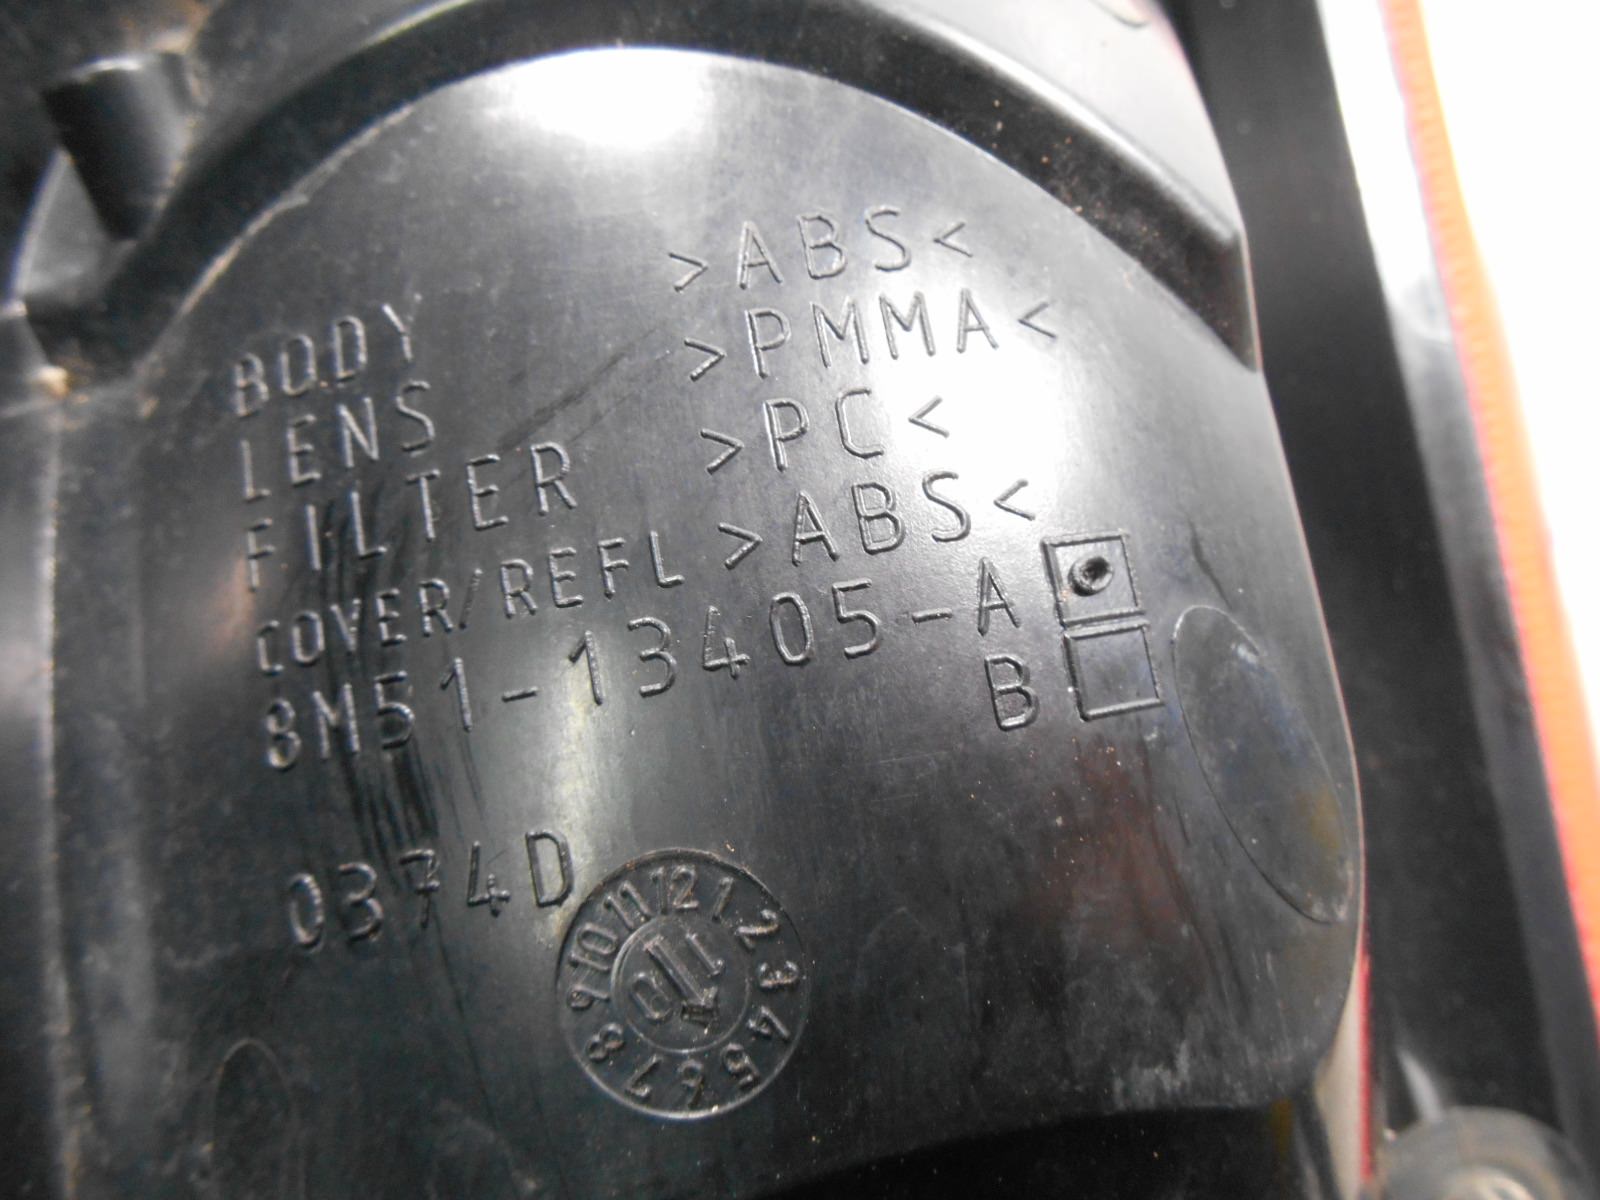 BODY >ABS<
LENS >PMMA<
FILTER >PC<
COVER/REFL >ABS<
8M51-13405-A
B
0374D
1 2 3 4 5 6 7 8 9 10 11 12
11